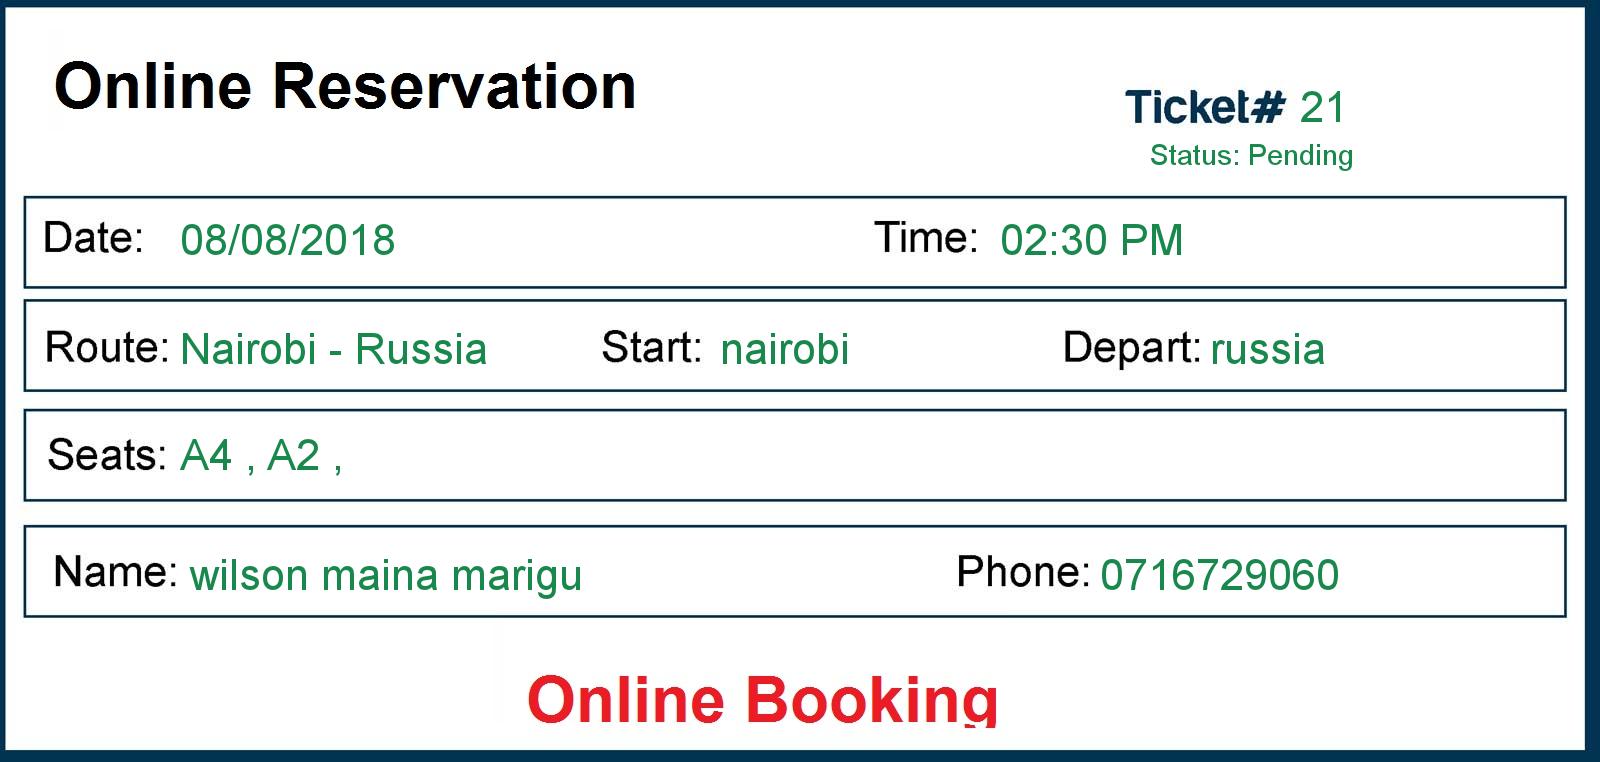 Online Reservation
Ticket# 21
Status: Pending
Date: 08/08/2018 Time: 02:30 PM
Route: Nairobi - Russia Start: nairobi Depart: russia
Seats: A4 , A2 ,
Name: wilson maina marigu Phone: 0716729060
Online Booking